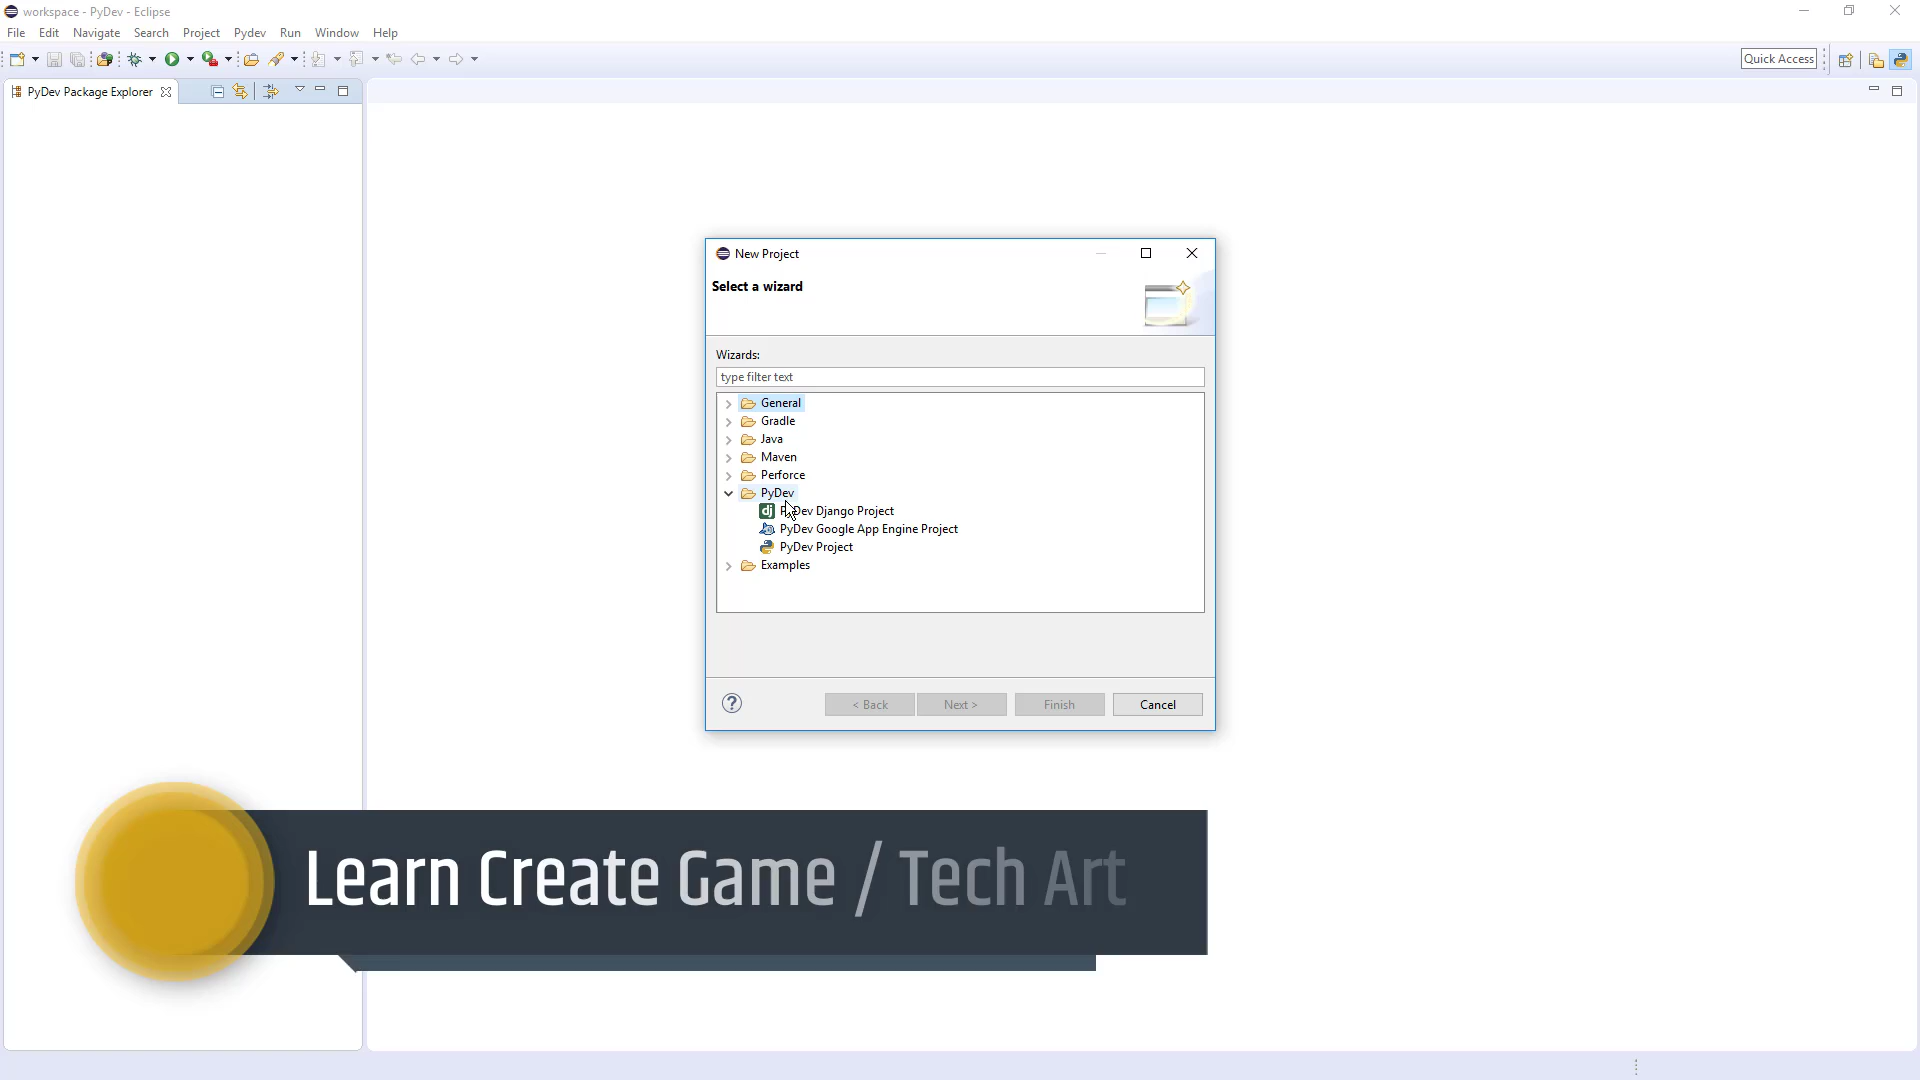 workspace - PyDev - Eclipse
File Edit Navigate Search Project Pydev Run Window Help
Quick Access
PyDev Package Explorer
New Project
Select a wizard
Wizards:
type filter text
General
Gradle
Java
Maven
Perforce
PyDev
dj PyDev Django Project
PyDev Google App Engine Project
PyDev Project
Examples
? < Back Next > Finish Cancel
Learn Create Game / Tech Art